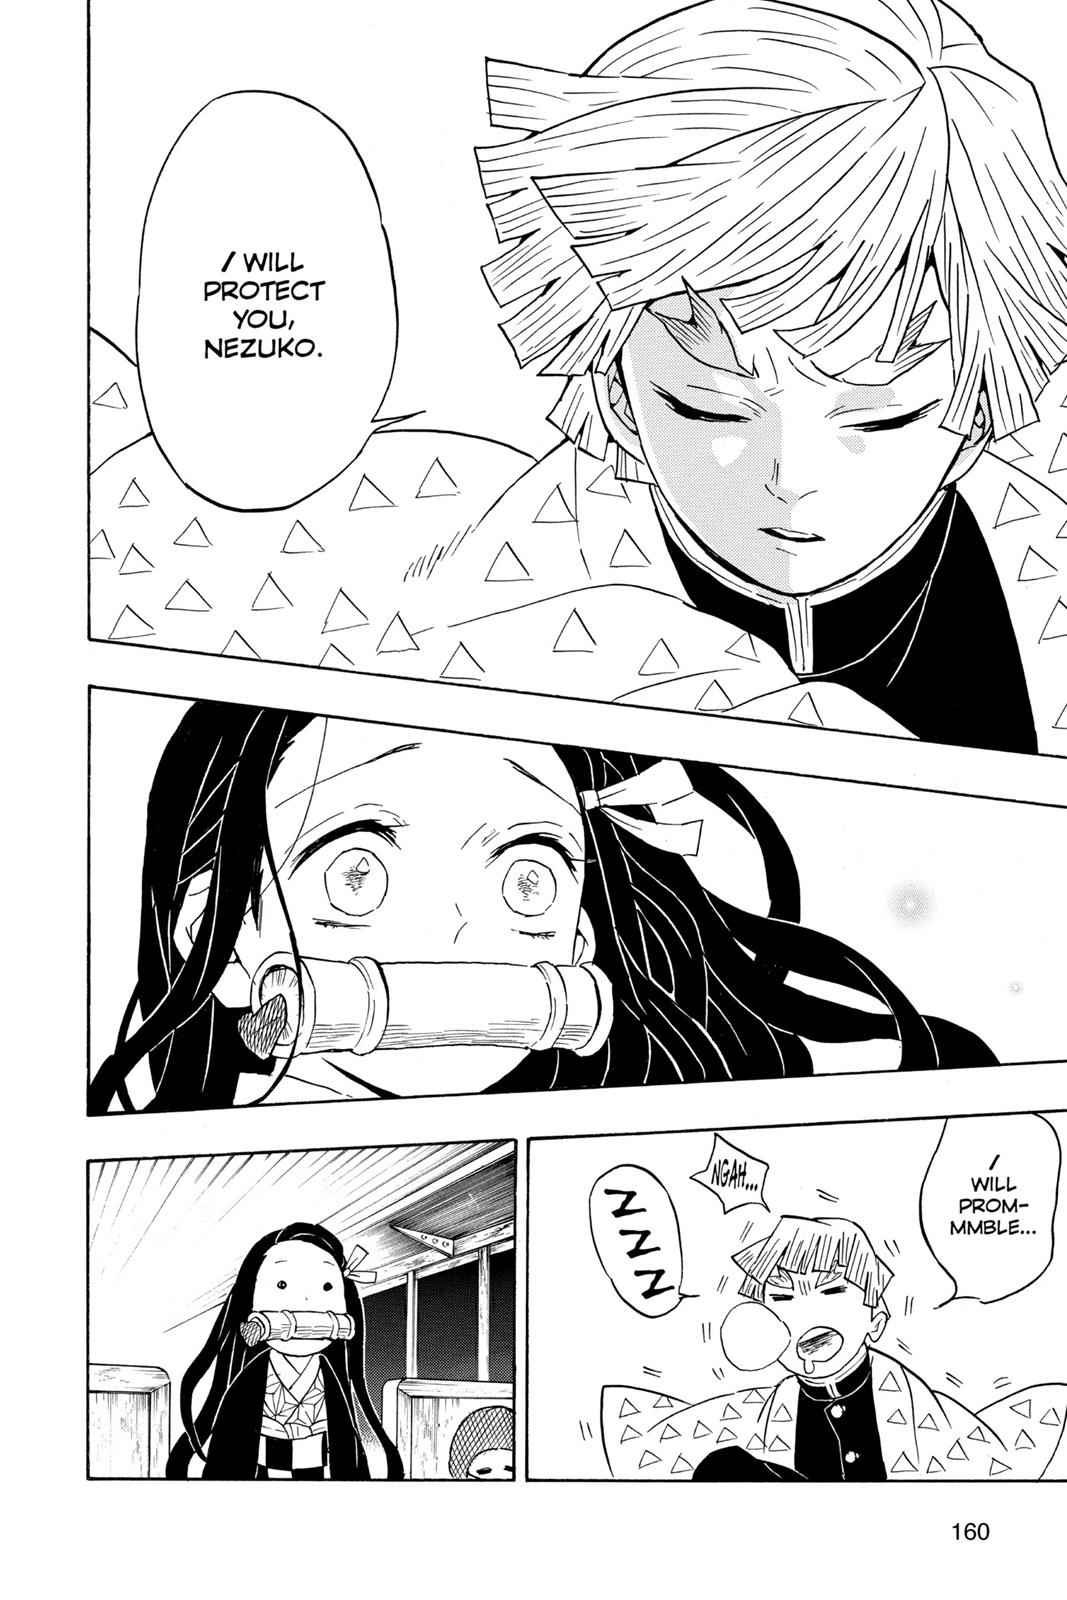 I WILL
PROTECT
YOU,
NEZUKO.
I
WILL
PROM-
MMBLE...
NGAH...
ZZZ
160